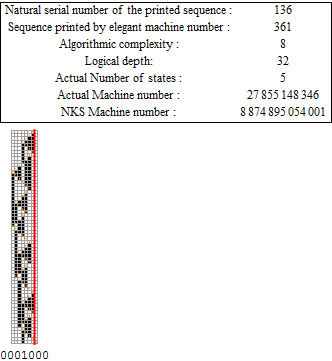 Natural serial number of the printed sequence : 136
Sequence printed by elegant machine number : 361
Algorithmic complexity : 8
Logical depth: 32
Actual Number of states : 5
Actual Machine number : 27 855 148 346
NKS Machine number : 8 874 895 054 001
0001000